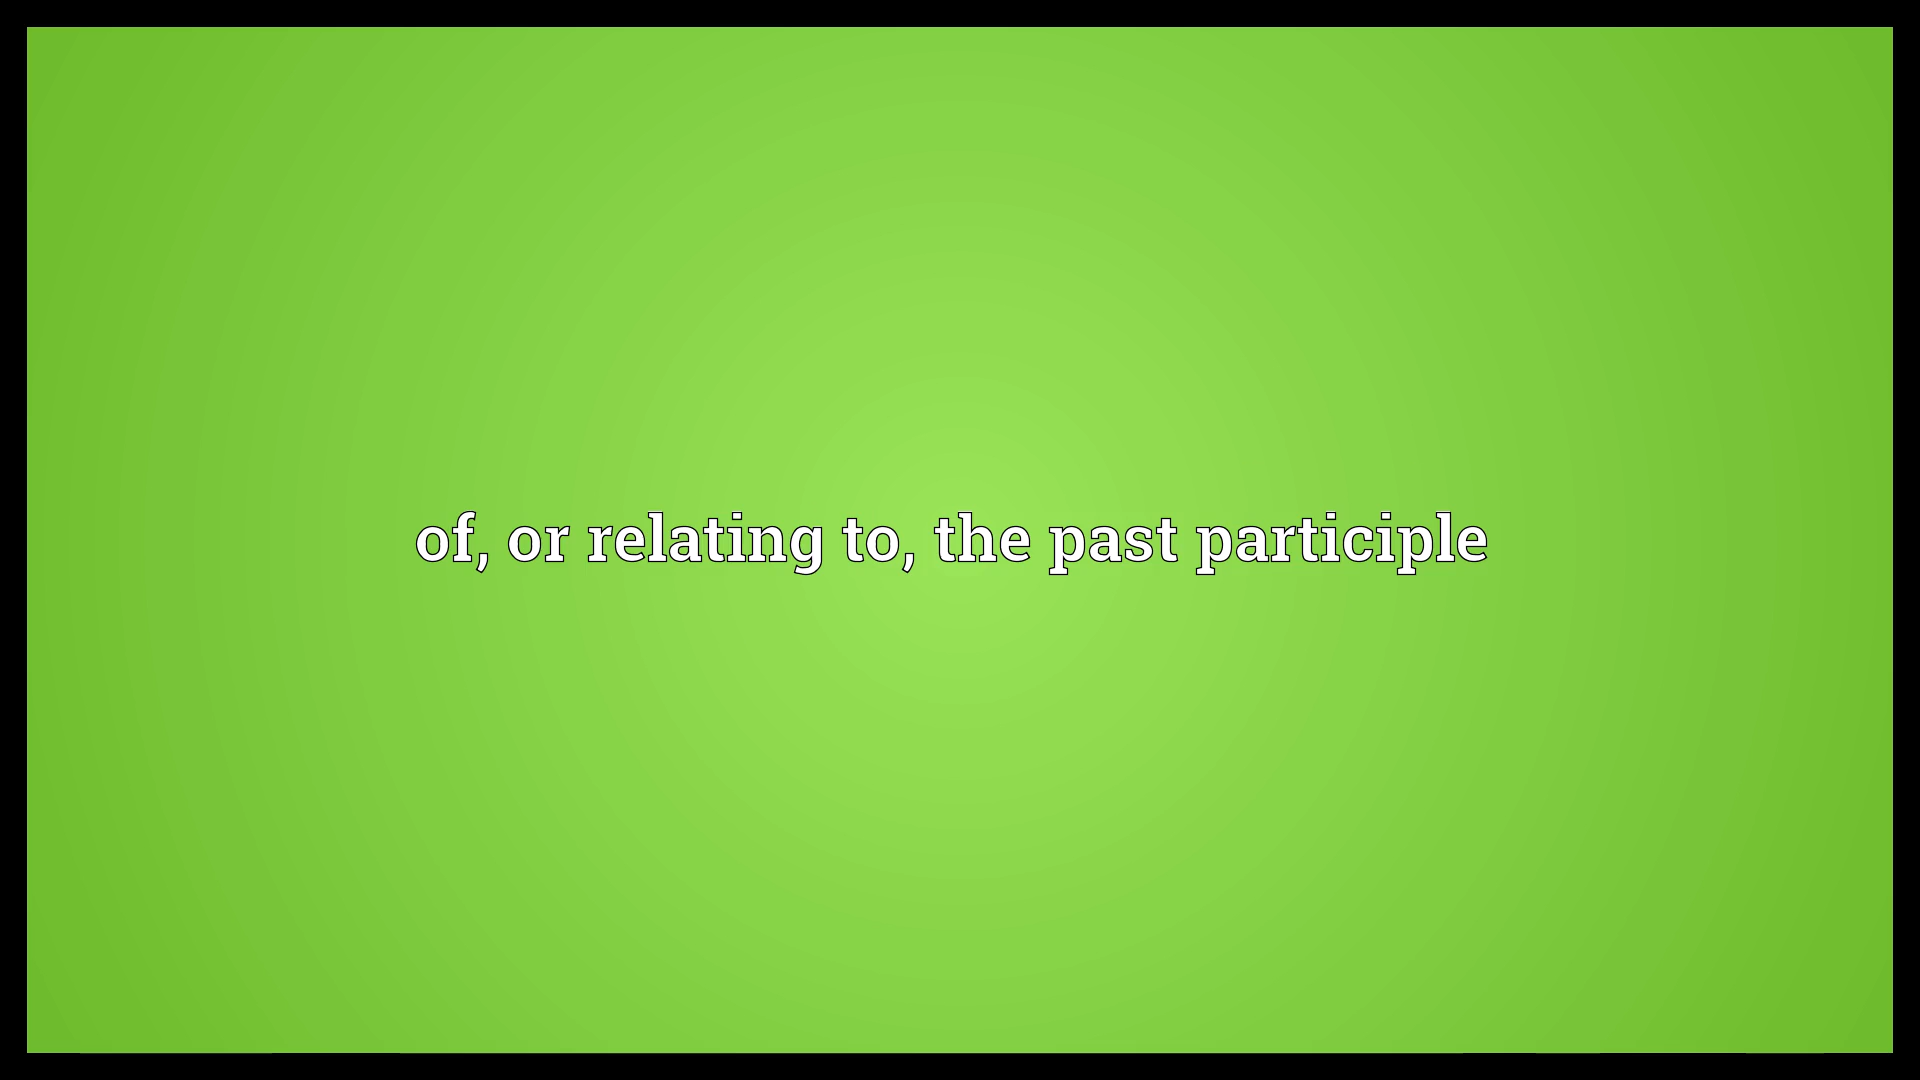 of, or relating to, the past participle